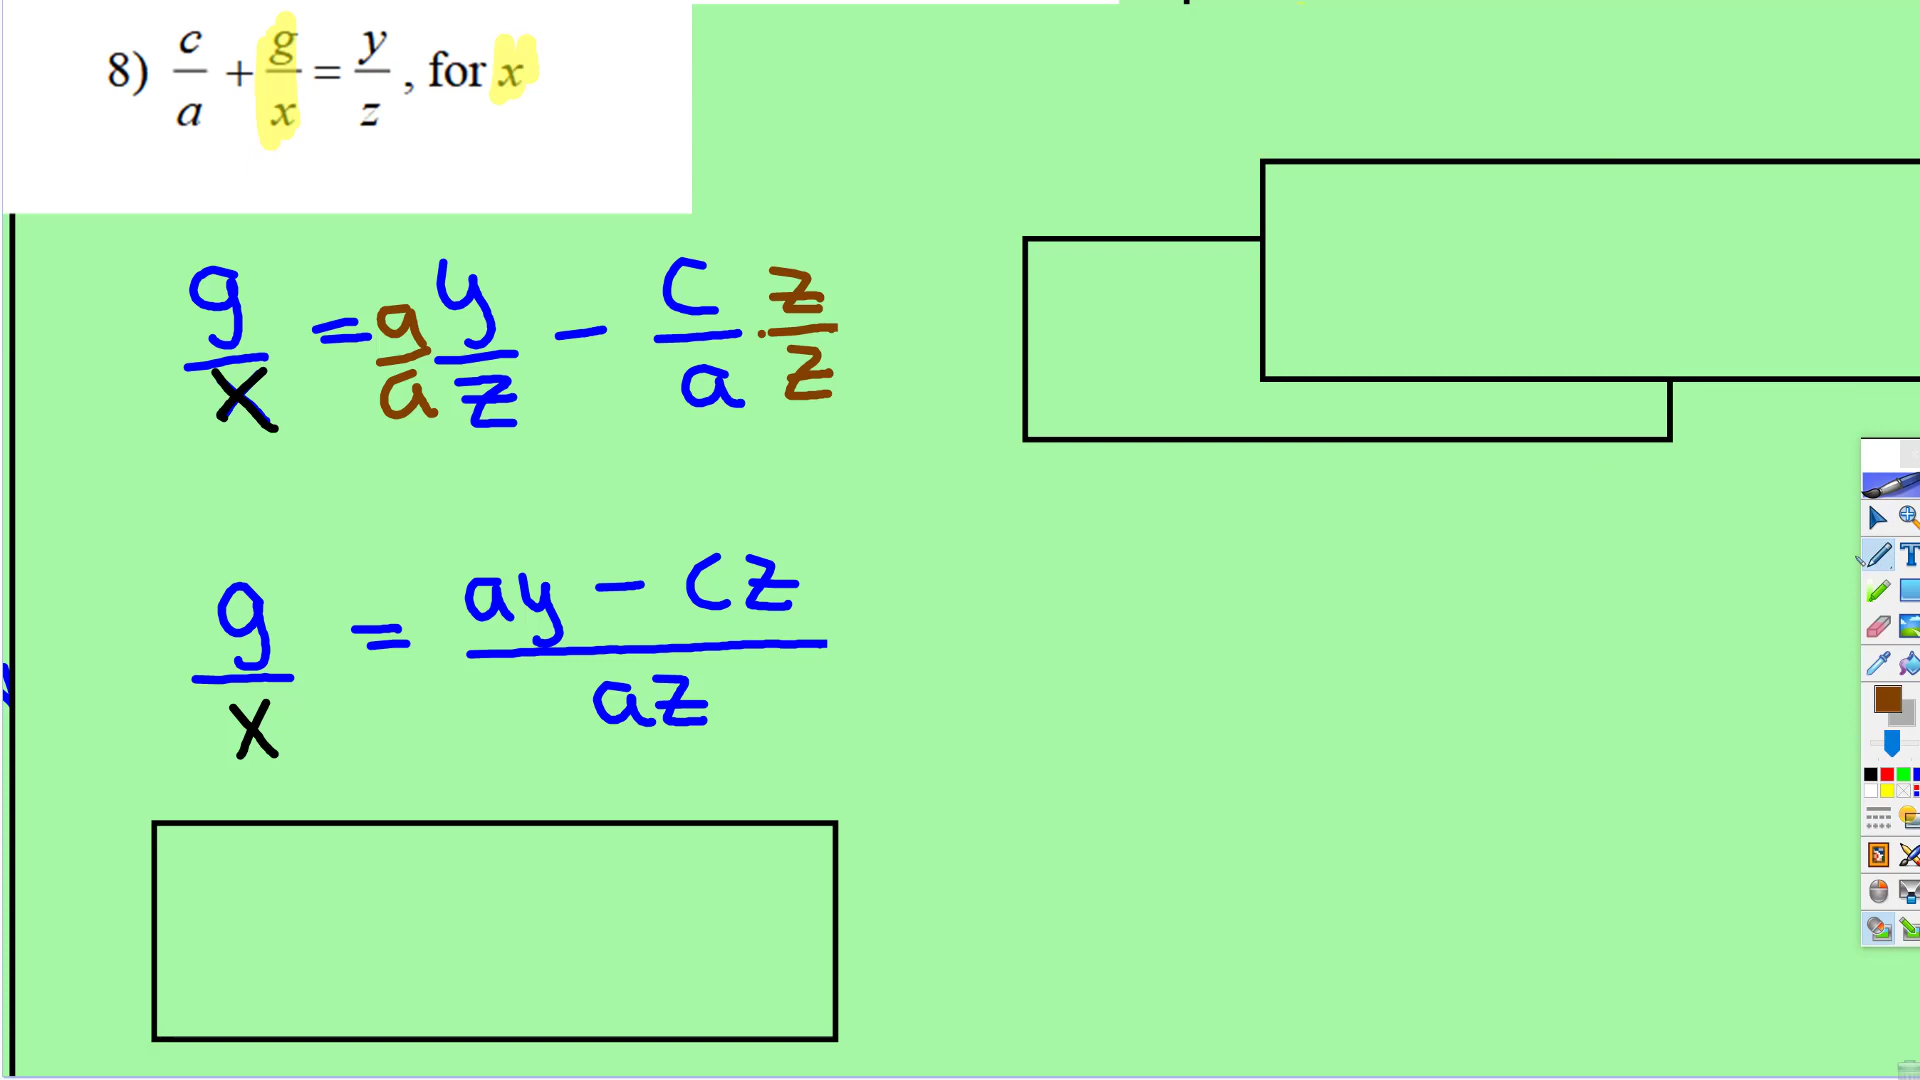 8) c/a + g/x = y/z , for x
g/x = a/a y/z - c/a · z/z
g/x = (ay - cz)/az
T